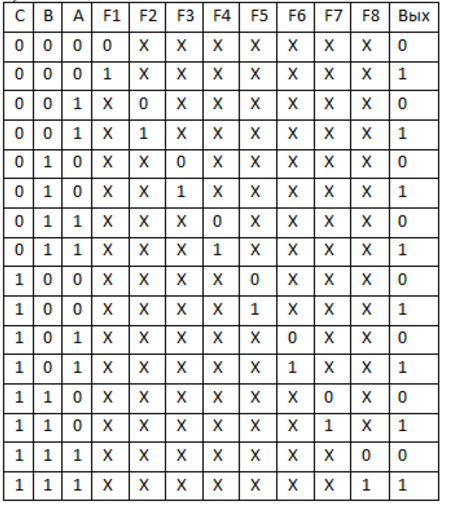 C B A F1 F2 F3 F4 F5 F6 F7 F8 Вых
0 0 0 0 X X X X X X X 0
0 0 0 1 X X X X X X X 1
0 0 1 X 0 X X X X X X 0
0 0 1 X 1 X X X X X X 1
0 1 0 X X 0 X X X X X 0
0 1 0 X X 1 X X X X X 1
0 1 1 X X X 0 X X X X 0
0 1 1 X X X 1 X X X X 1
1 0 0 X X X X 0 X X X 0
1 0 0 X X X X 1 X X X 1
1 0 1 X X X X X 0 X X 0
1 0 1 X X X X X 1 X X 1
1 1 0 X X X X X X 0 X 0
1 1 0 X X X X X X 1 X 1
1 1 1 X X X X X X X 0 0
1 1 1 X X X X X X X 1 1